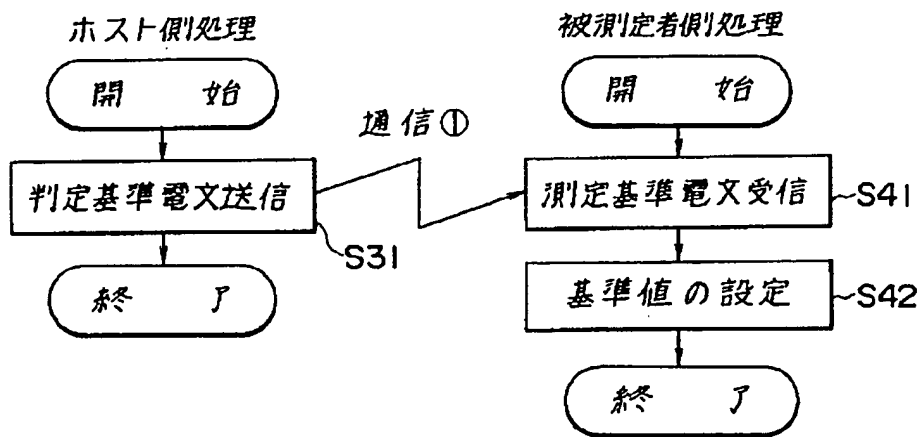 ホスト側処理
開 始
判定基準電文送信
S31
終 了
通信①
被測定者側処理
開 始
測定基準電文受信
S41
基準値の設定
S42
終 了